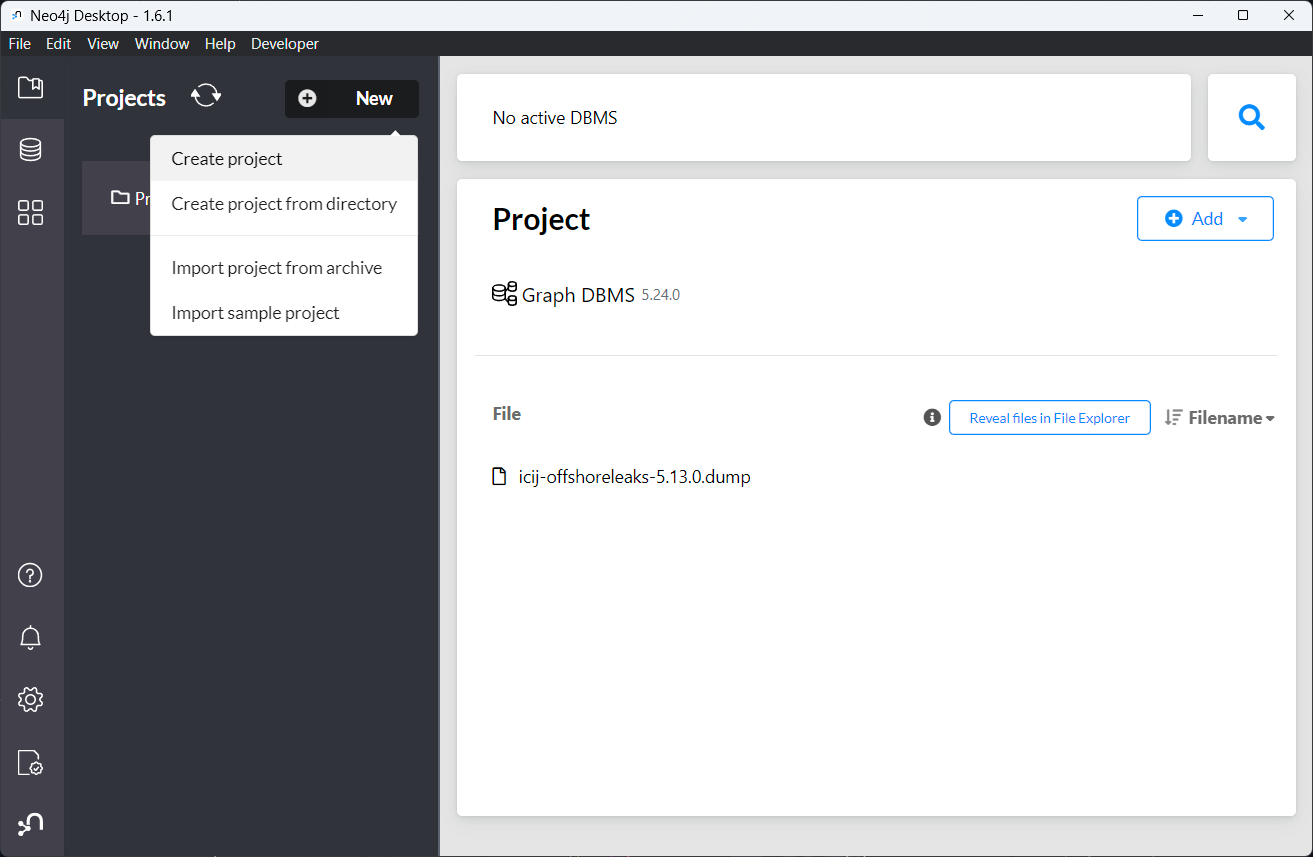 Neo4j Desktop - 1.6.1
File Edit View Window Help Developer
Projects
New
Create project
Create project from directory
Import project from archive
Import sample project
Pr
No active DBMS
Project
Add
Graph DBMS 5.24.0
File
Reveal files in File Explorer
Filename
icij-offshoreleaks-5.13.0.dump